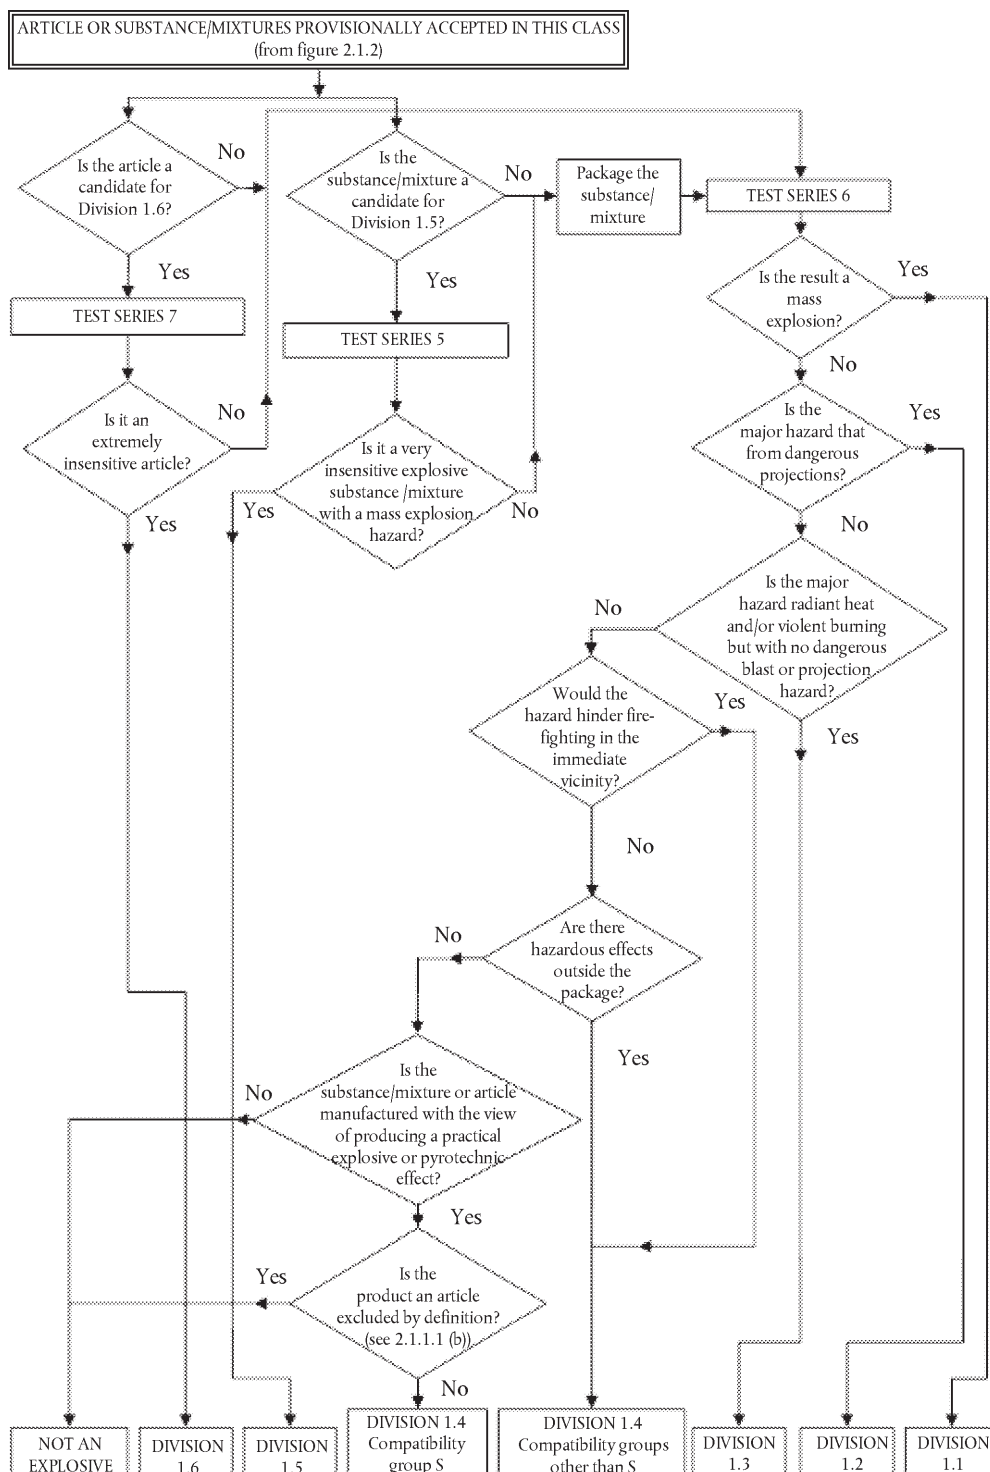 ARTICLE OR SUBSTANCE/MIXTURES PROVISIONALLY ACCEPTED IN THIS CLASS
(from figure 2.1.2)
Is the article a
candidate for
Division 1.6?
No
Yes
Is the
substance/mixture a
candidate for
Division 1.5?
No
Yes
Package the
substance/
mixture
TEST SERIES 6
TEST SERIES 7
TEST SERIES 5
Is the result a
mass
explosion?
Yes
No
Is it an
extremely
insensitive article?
No
Yes
Is it a very
insensitive explosive
substance /mixture
with a mass explosion
hazard?
Yes
No
Is the
major hazard that
from dangerous
projections?
Yes
No
Is the major
hazard radiant heat
and/or violent burning
but with no dangerous
blast or projection
hazard?
No
Yes
Would the
hazard hinder fire-
fighting in the
immediate
vicinity?
Yes
No
Are there
hazardous effects
outside the
package?
No
Yes
Is the
substance/mixture or article
manufactured with the view
of producing a practical
explosive or pyrotechnic
effect?
No
Yes
Is the
product an article
excluded by definition?
(see 2.1.1.1 (b))
Yes
No
NOT AN
EXPLOSIVE
DIVISION
1.6
DIVISION
1.5
DIVISION 1.4
Compatibility
group S
DIVISION 1.4
Compatibility groups
other than S
DIVISION
1.3
DIVISION
1.2
DIVISION
1.1